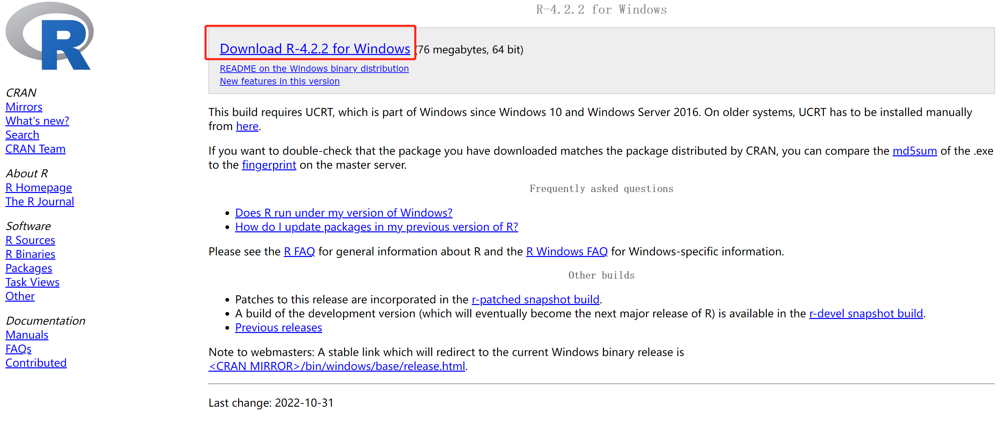 R
R-4.2.2 for Windows
Download R-4.2.2 for Windows (76 megabytes, 64 bit)
README on the Windows binary distribution
New features in this version
CRAN
Mirrors
What's new?
Search
CRAN Team
About R
R Homepage
The R Journal
Software
R Sources
R Binaries
Packages
Task Views
Other
Documentation
Manuals
FAQs
Contributed
This build requires UCRT, which is part of Windows since Windows 10 and Windows Server 2016. On older systems, UCRT has to be installed manually
from here.
If you want to double-check that the package you have downloaded matches the package distributed by CRAN, you can compare the md5sum of the .exe
to the fingerprint on the master server.
Frequently asked questions
• Does R run under my version of Windows?
• How do I update packages in my previous version of R?
Please see the R FAQ for general information about R and the R Windows FAQ for Windows-specific information.
Other builds
• Patches to this release are incorporated in the r-patched snapshot build.
• A build of the development version (which will eventually become the next major release of R) is available in the r-devel snapshot build.
• Previous releases
Note to webmasters: A stable link which will redirect to the current Windows binary release is
<CRAN MIRROR>/bin/windows/base/release.html.
Last change: 2022-10-31